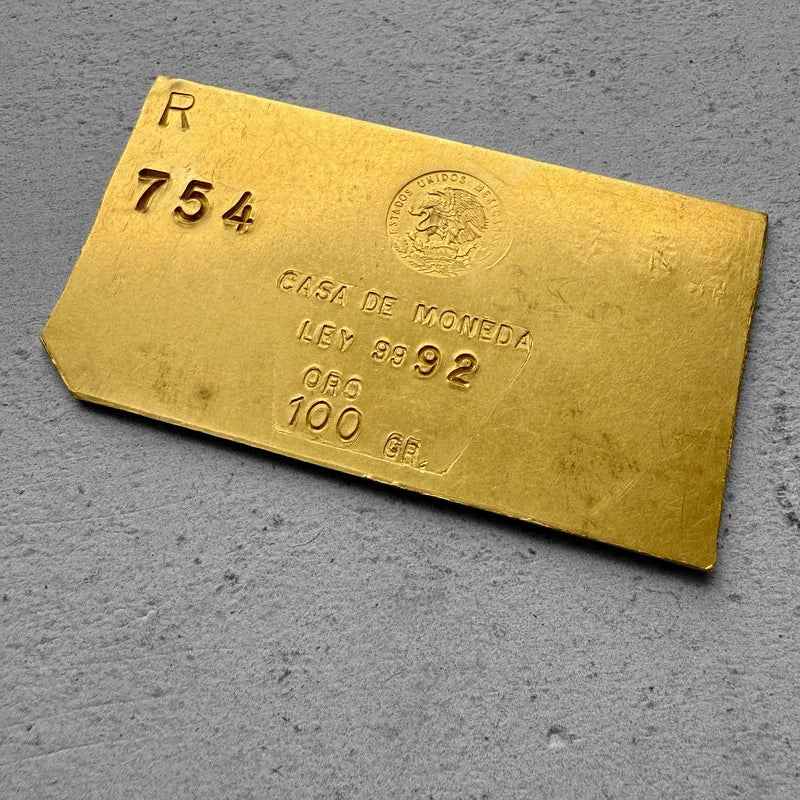 R
754
ESTADOS UNIDOS MEXICANOS
CASA DE MONEDA
LEY 9992
ORO
100 GR.